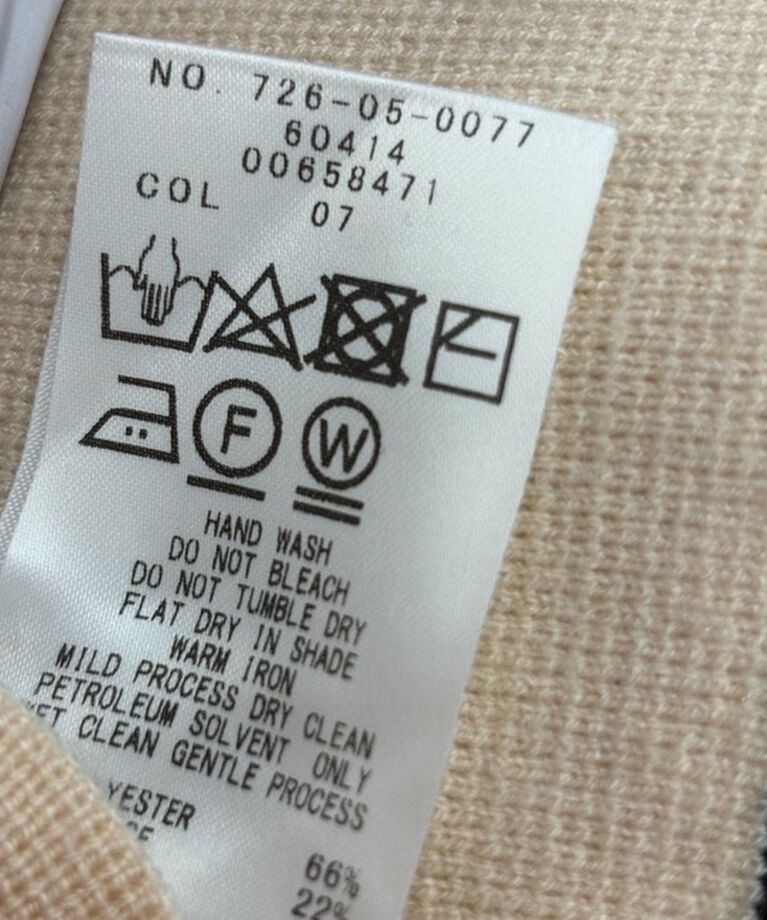 NO. 726-05-0077
60414
00658471
COL 07
F W
HAND WASH
DO NOT BLEACH
DO NOT TUMBLE DRY
FLAT DRY IN SHADE
WARM IRON
MILD PROCESS DRY CLEAN
PETROLEUM SOLVENT ONLY
CLEAN GENTLE PROCESS
66%
22%